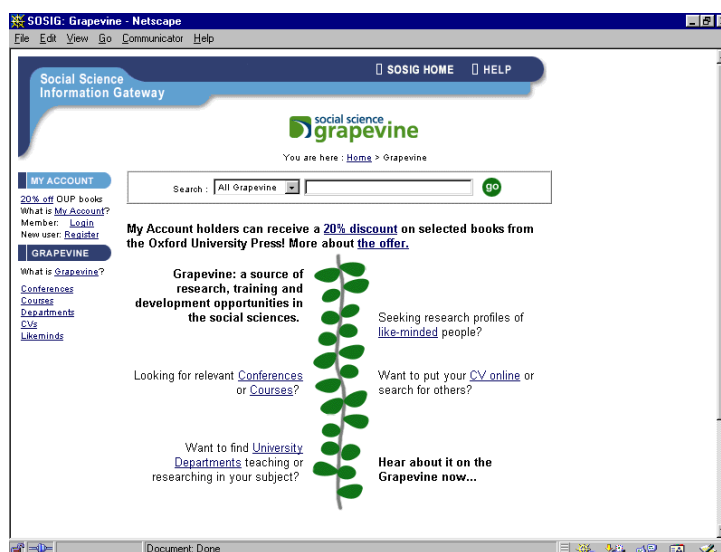 SOSIG: Grapevine - Netscape
File Edit View Go Communicator Help
SOSIG HOME HELP
Social Science
Information Gateway
social science
grapevine
You are here : Home > Grapevine
MY ACCOUNT
20% off OUP books
What is My Account?
Member: Login
New user: Register
GRAPEVINE
What is Grapevine?
Conferences
Courses
Departments
CVs
Likeminds
Search : All Grapevine go
My Account holders can receive a 20% discount on selected books from
the Oxford University Press! More about the offer.
Grapevine: a source of
research, training and
development opportunities in
the social sciences.
Seeking research profiles of
like-minded people?
Looking for relevant Conferences
or Courses?
Want to put your CV online or
search for others?
Want to find University
Departments teaching or
researching in your subject?
Hear about it on the
Grapevine now...
Document: Done